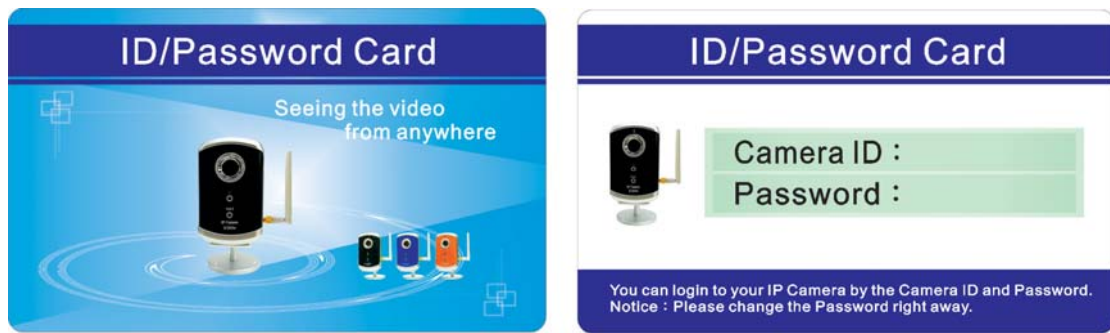 ID/Password Card
Seeing the video
from anywhere
ID/Password Card
Camera ID：
Password：
You can login to your IP Camera by the Camera ID and Password.
Notice：Please change the Password right away.